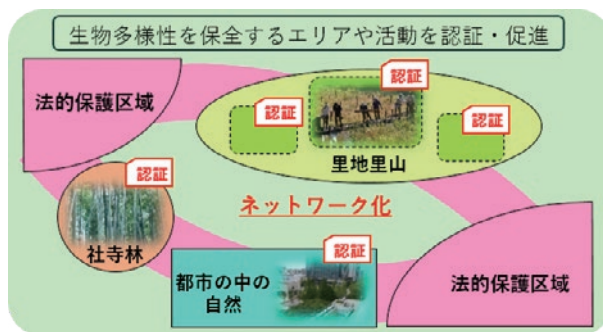 生物多様性を保全するエリアや活動を認証・促進
法的保護区域
認証
認証
認証
里地里山
認証
社寺林
ネットワーク化
認証
都市の中の
自然
法的保護区域